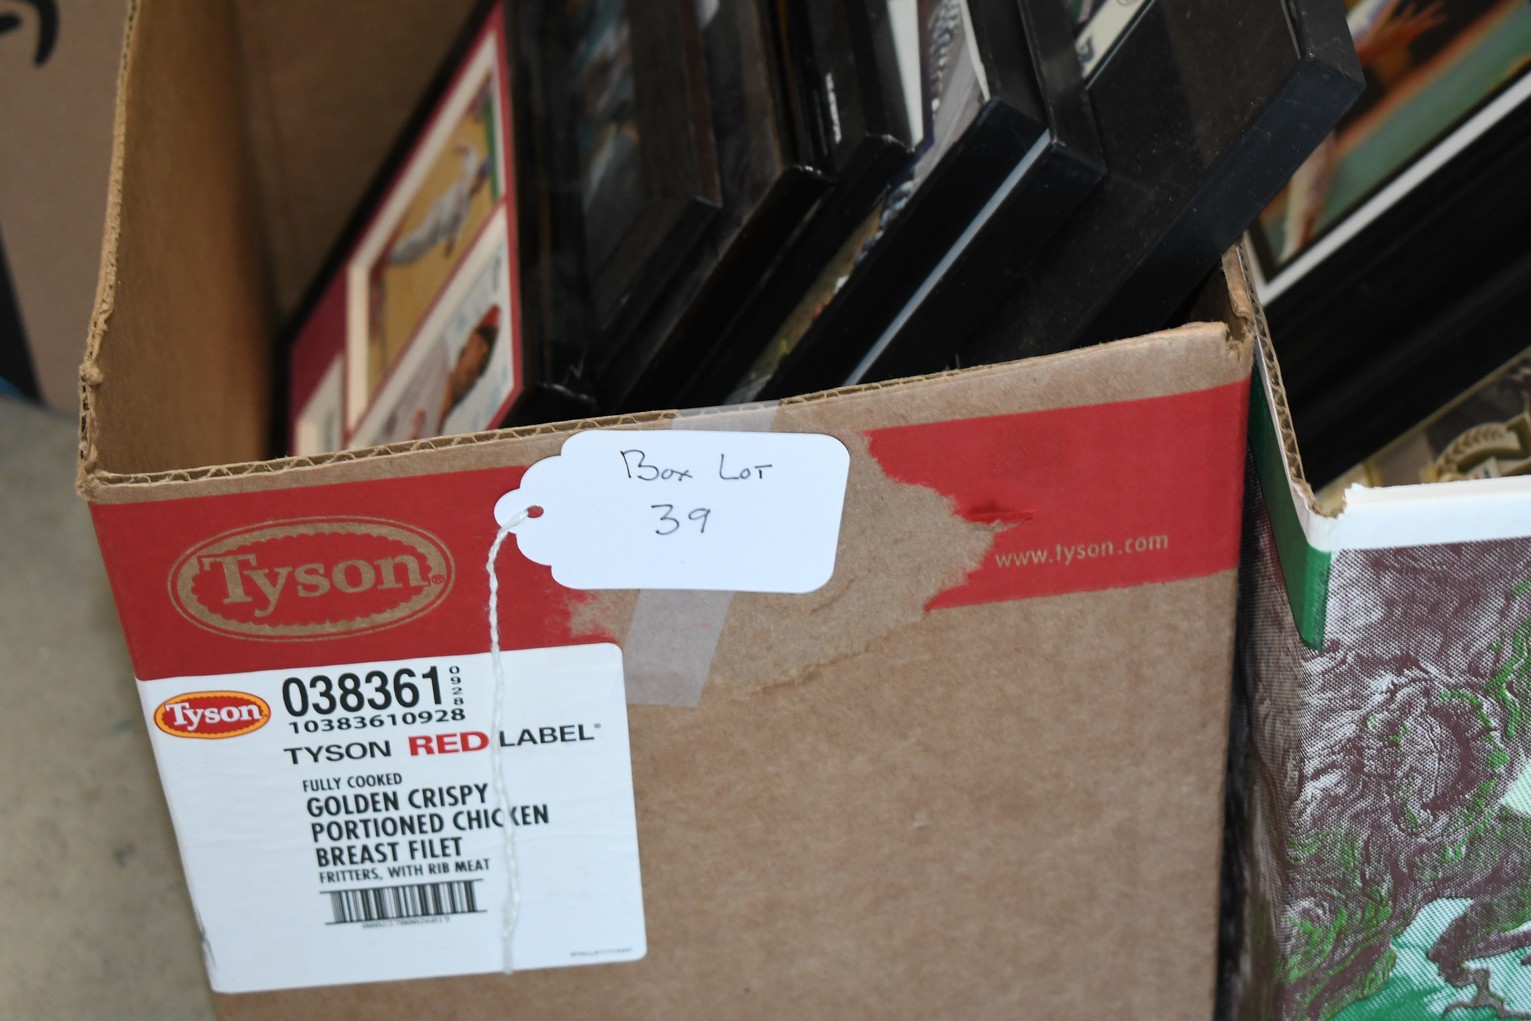 Box Lot
39
Tyson®
www.tyson.com
Tyson
038361
0928
10383610928
TYSON RED LABEL®
FULLY COOKED
GOLDEN CRISPY
PORTIONED CHICKEN
BREAST FILET
FRITTERS, WITH RIB MEAT